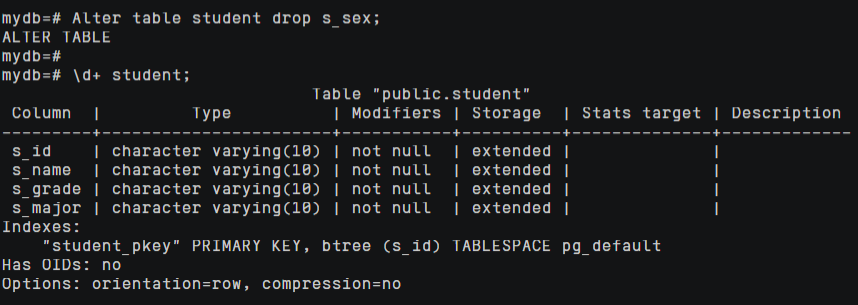 mydb=# Alter table student drop s_sex;
ALTER TABLE
mydb=#
mydb=# \d+ student;
                               Table "public.student"
 Column  |         Type          | Modifiers | Storage  | Stats target | Description
---------+-----------------------+-----------+----------+--------------+-------------
 s_id    | character varying(10) | not null  | extended |              |
 s_name  | character varying(10) | not null  | extended |              |
 s_grade | character varying(10) | not null  | extended |              |
 s_major | character varying(10) | not null  | extended |              |
Indexes:
    "student_pkey" PRIMARY KEY, btree (s_id) TABLESPACE pg_default
Has OIDs: no
Options: orientation=row, compression=no